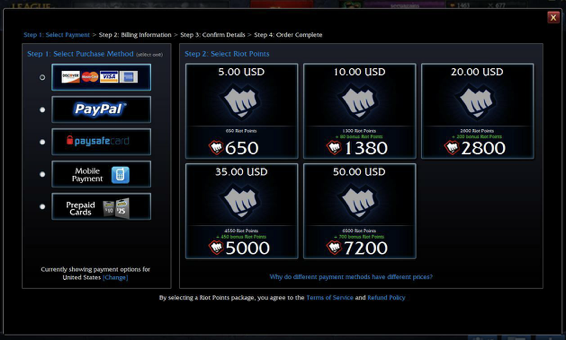 LEAGUE
Step 1: Select Payment > Step 2: Billing Information > Step 3: Confirm Details > Step 4: Order Complete
Step 1: Select Purchase Method (select one)
DISCOVER MasterCard VISA
PayPal
paysafecard
Mobile
Payment
Prepaid
Cards
$25
Currently showing payment options for
United States [Change]
Step 2: Select Riot Points
5.00 USD
650 Riot Points
650
10.00 USD
1300 Riot Points
+ 80 bonus Riot Points
1380
20.00 USD
2600 Riot Points
+ 200 bonus Riot Points
2800
35.00 USD
4550 Riot Points
+ 450 bonus Riot Points
5000
50.00 USD
6500 Riot Points
+ 700 bonus Riot Points
7200
Why do different payment methods have different prices?
By selecting a Riot Points package, you agree to the Terms of Service and Refund Policy